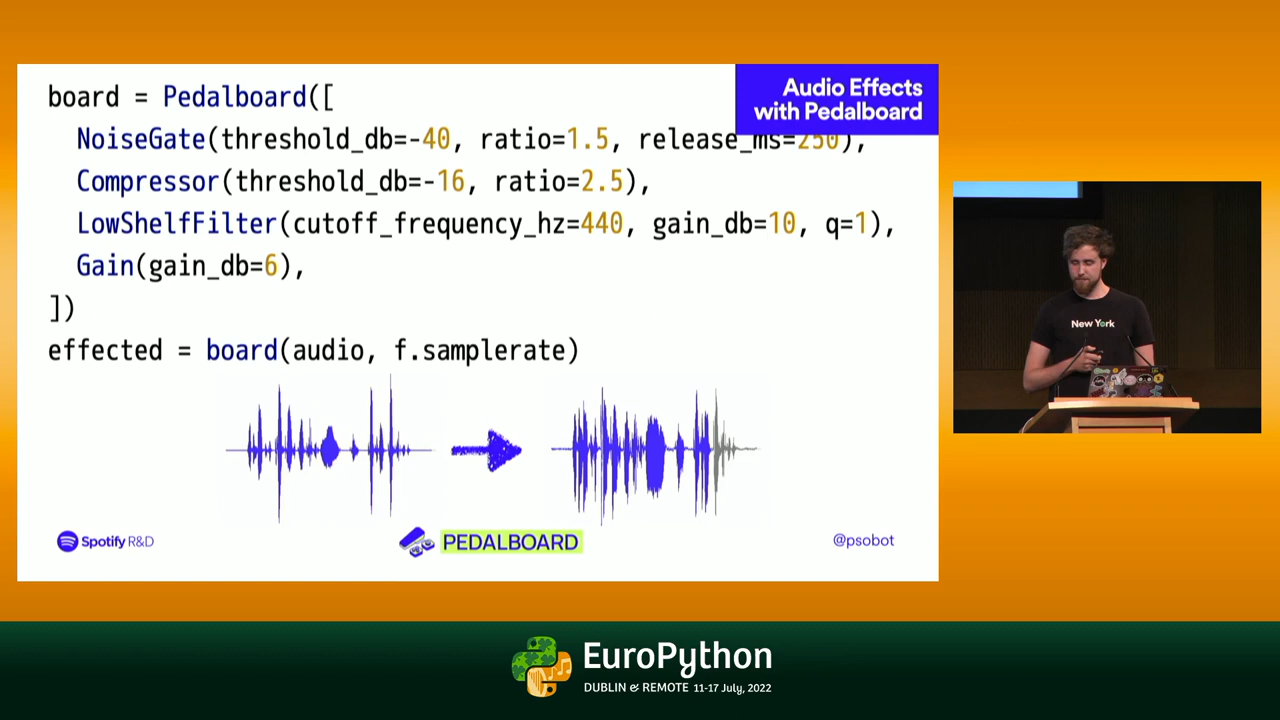 board = Pedalboard([
Audio Effects
with Pedalboard
NoiseGate(threshold_db=-40, ratio=1.5, release_ms=250),
Compressor(threshold_db=-16, ratio=2.5),
LowShelfFilter(cutoff_frequency_hz=440, gain_db=10, q=1),
Gain(gain_db=6),
])
effected = board(audio, f.samplerate)
Spotify R&D
PEDALBOARD
@psobot
New York
EuroPython
DUBLIN & REMOTE 11-17 July, 2022